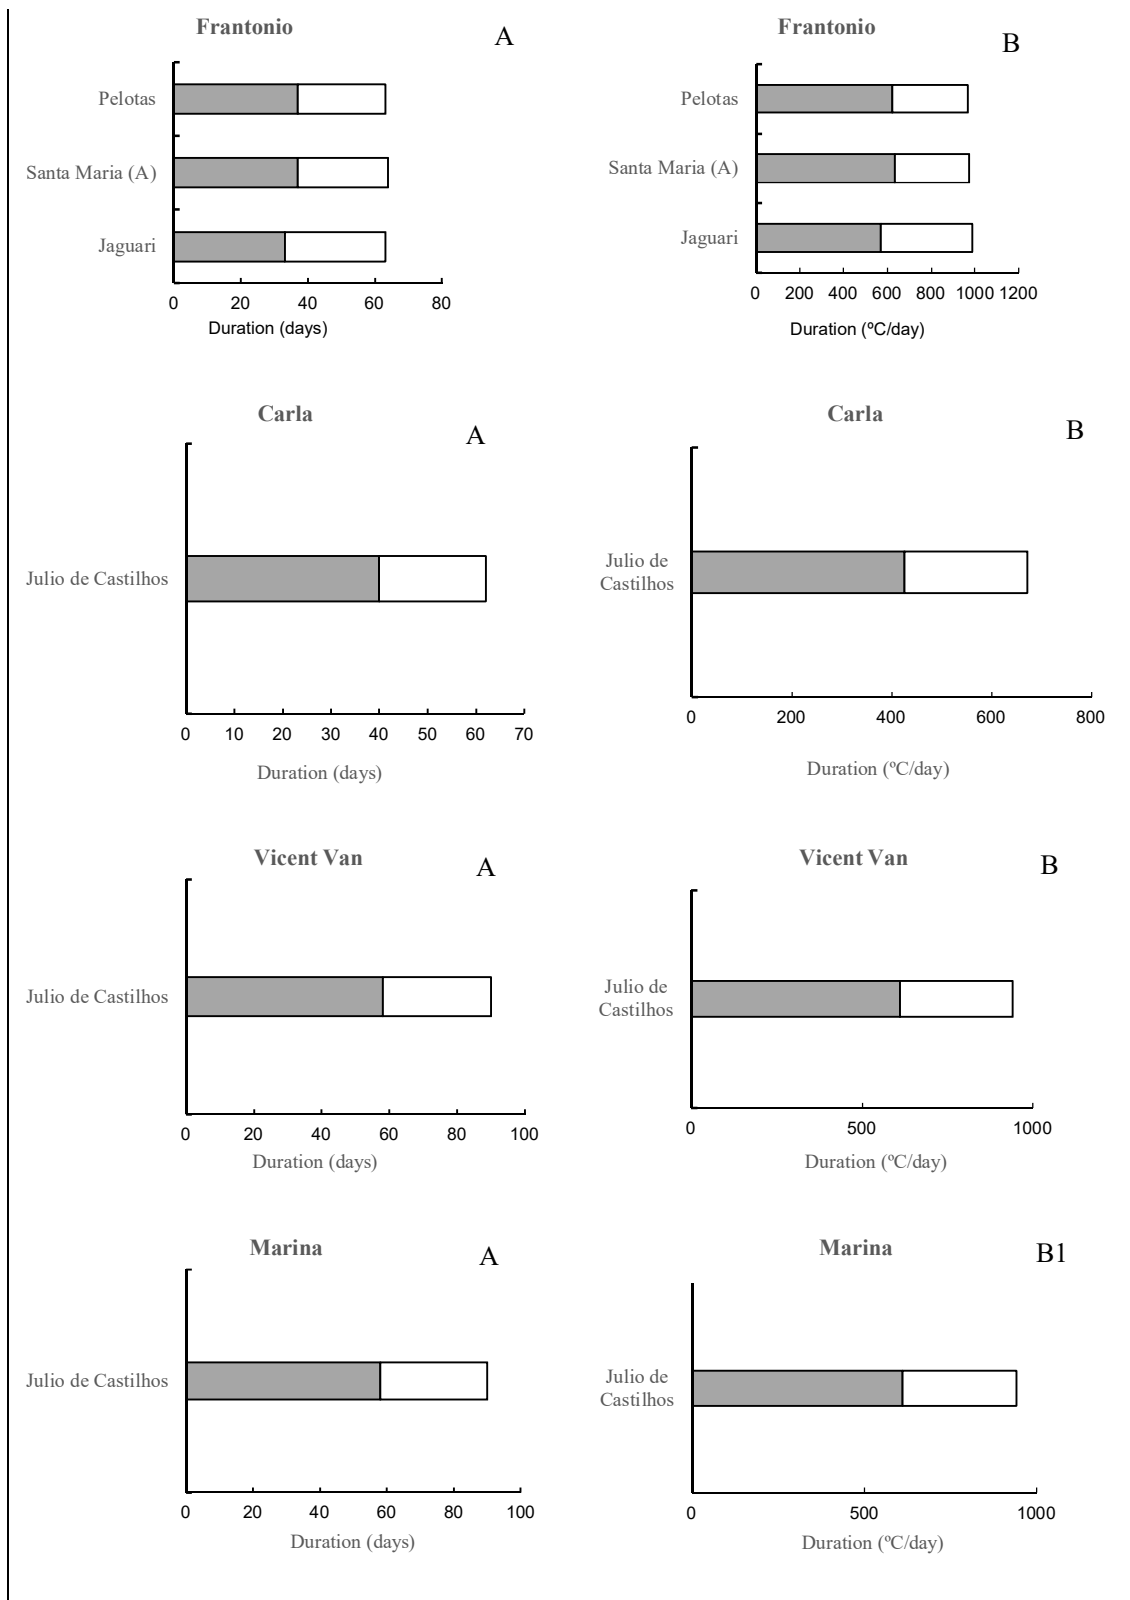 Frantonio
A
Pelotas
Santa Maria (A)
Jaguari
0 20 40 60 80
Duration (days)
Frantonio
B
Pelotas
Santa Maria (A)
Jaguari
0 200 400 600 800 1000 1200
Duration (ºC/day)
Carla
A
Julio de Castilhos
0 10 20 30 40 50 60 70
Duration (days)
Carla
B
Julio de
Castilhos
0 200 400 600 800
Duration (ºC/day)
Vicent Van
A
Julio de Castilhos
0 20 40 60 80 100
Duration (days)
Vicent Van
B
Julio de
Castilhos
0 500 1000
Duration (ºC/day)
Marina
A
Julio de Castilhos
0 20 40 60 80 100
Duration (days)
Marina
B1
Julio de
Castilhos
0 500 1000
Duration (ºC/day)